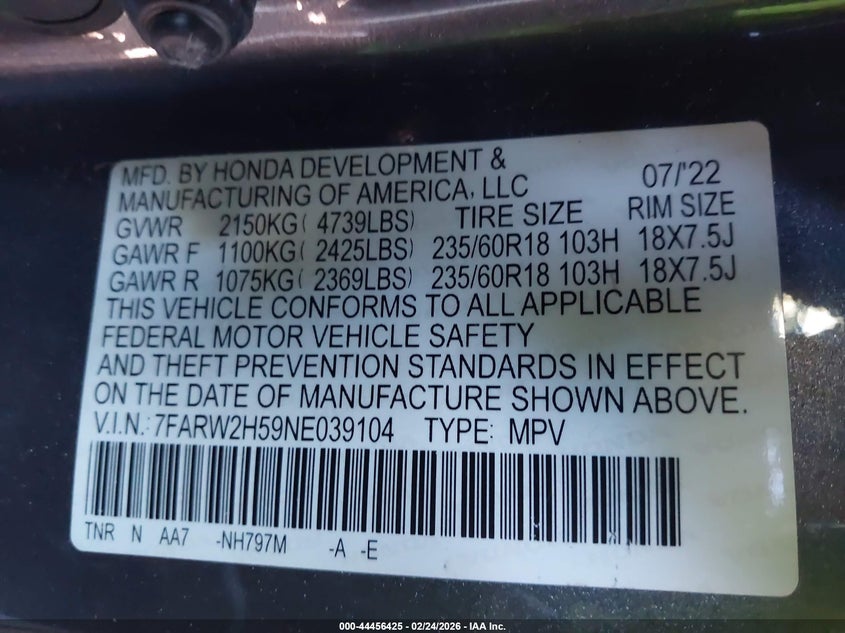 MFD. BY HONDA DEVELOPMENT &
MANUFACTURING OF AMERICA, LLC 07/'22
GVWR 2150KG( 4739LBS) TIRE SIZE RIM SIZE
GAWR F 1100KG( 2425LBS) 235/60R18 103H 18X7.5J
GAWR R 1075KG( 2369LBS) 235/60R18 103H 18X7.5J
THIS VEHICLE CONFORMS TO ALL APPLICABLE
FEDERAL MOTOR VEHICLE SAFETY
AND THEFT PREVENTION STANDARDS IN EFFECT
ON THE DATE OF MANUFACTURE SHOWN ABOVE.
V.I.N.: 7FARW2H59NE039104 TYPE: MPV
TNR N AA7 -NH797M -A -E
000-44456425 - 02/24/2026 - IAA Inc.